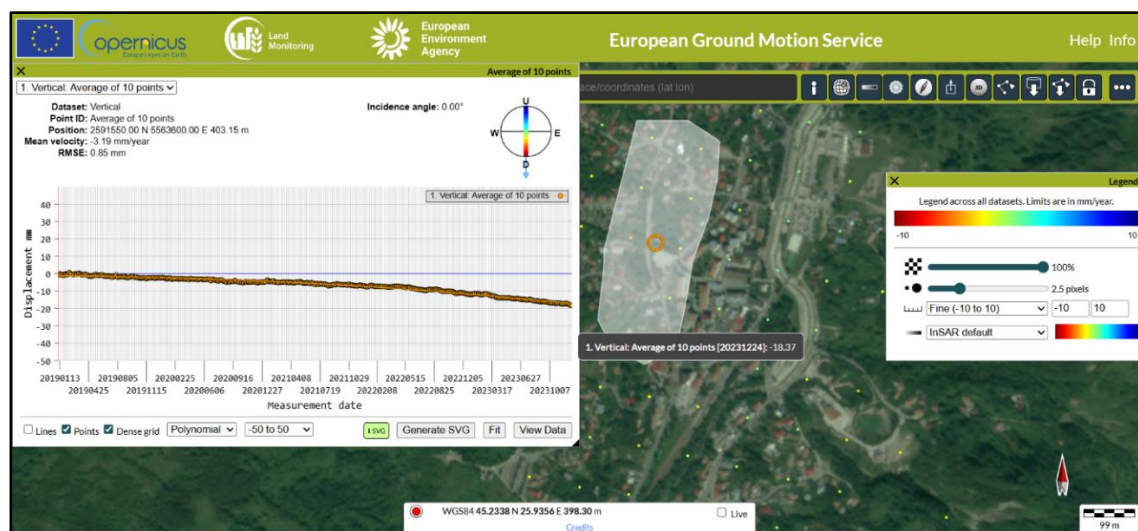 Copernicus
Europe's eyes on Earth
Land
Monitoring
European
Environment
Agency
European Ground Motion Service
Help Info
Average of 10 points
1. Vertical: Average of 10 points
Dataset: Vertical
Point ID: Average of 10 points
Position: 2591550.00 N 5563600.00 E 403.15 m
Mean velocity: -3.19 mm/year
RMSE: 0.85 mm
Incidence angle: 0.00°
U
W E
D
1. Vertical: Average of 10 points
40
30
20
10
0
-10
-20
-30
-40
-50
Displacement mm
20190113 20190805 20200225 20200916 20210408 20211029 20220515 20221205 20230627
20190425 20191115 20200606 20201227 20210719 20220208 20220825 20230317 20231007
Measurement date
Lines Points Dense grid Polynomial -50 to 50 SVG Generate SVG Fit View Data
ace/coordinates (lat lon)
3D
1. Vertical: Average of 10 points [20231224]: -18.37
Legend
Legend across all datasets. Limits are in mm/year.
-10 10
100%
2.5 pixels
Fine (-10 to 10) -10 10
InSAR default
WGS84 45.2338 N 25.9356 E 398.30 m Live
Credits
99 m